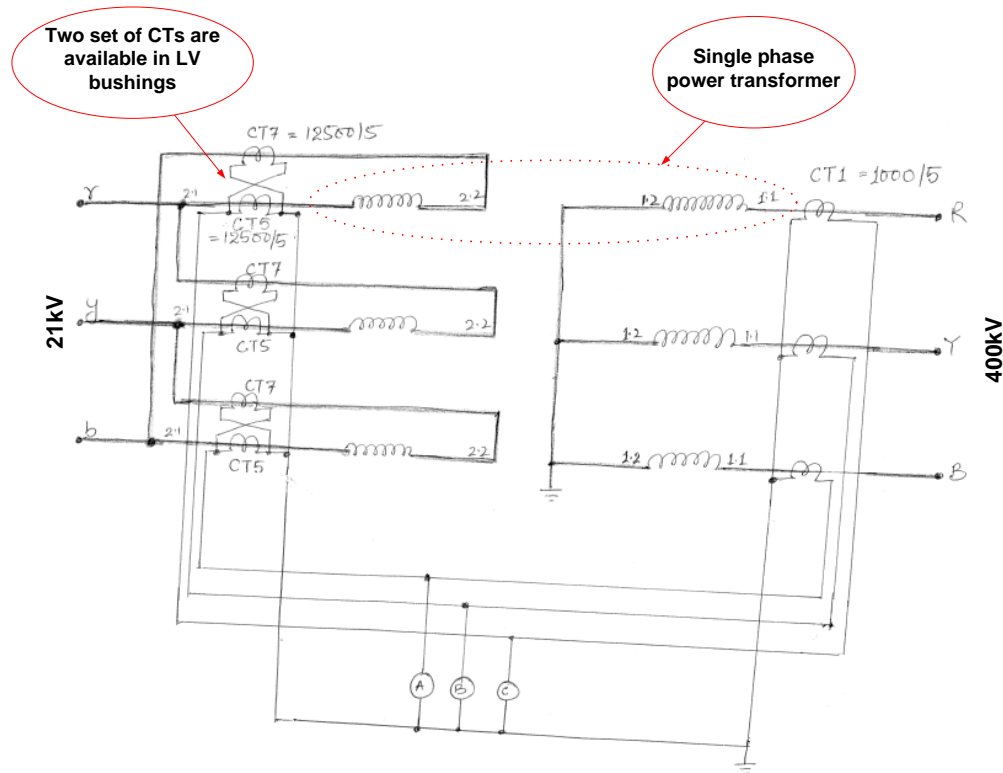 Two set of CTs are
available in LV
bushings
Single phase
power transformer
CT7 = 12500/5
CT1 = 1000/5
r
2.1
CT5
= 12500/5
2.2
1.2
1.1
R
CT7
21kV
y
2.1
CT5
2.2
1.2
1.1
Y
400kV
CT7
b
2.1
CT5
2.2
1.2
1.1
B
A
B
C